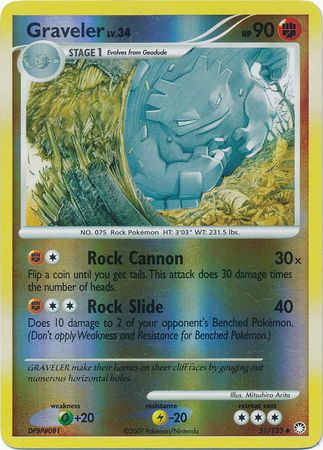 Graveler LV.34 HP 90
STAGE 1 Evolves from Geodude
NO. 075 Rock Pokémon HT: 3'03" WT: 231.5 lbs.
Rock Cannon 30×
Flip a coin until you get tails. This attack does 30 damage times
the number of heads.
Rock Slide 40
Does 10 damage to 2 of your opponent's Benched Pokémon.
(Don't apply Weakness and Resistance for Benched Pokémon.)
GRAVELER make their homes on sheer cliff faces by gouging out
numerous horizontal holes.
Illus. Mitsuhiro Arita
weakness resistance retreat cost
+20 -20
DPBP#081 ©2007 Pokémon/Nintendo 51/123